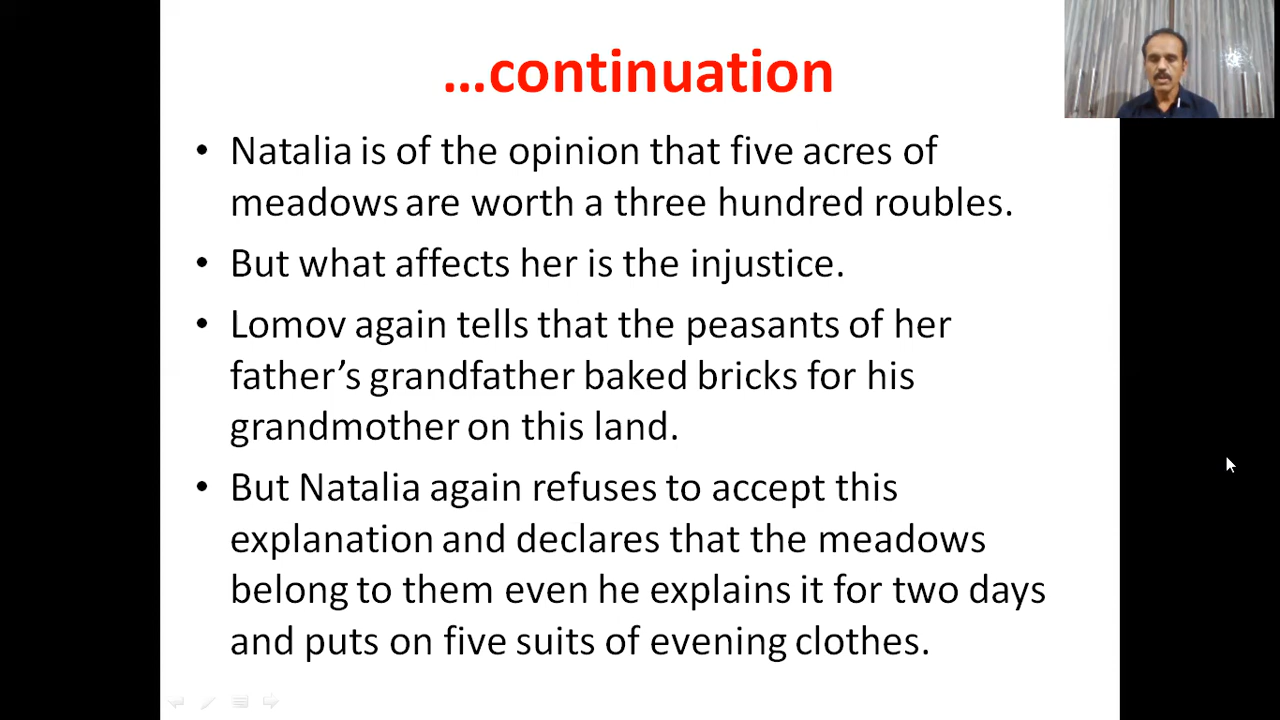 ...continuation
• Natalia is of the opinion that five acres of
meadows are worth a three hundred roubles.
• But what affects her is the injustice.
• Lomov again tells that the peasants of her
father’s grandfather baked bricks for his
grandmother on this land.
• But Natalia again refuses to accept this
explanation and declares that the meadows
belong to them even he explains it for two days
and puts on five suits of evening clothes.